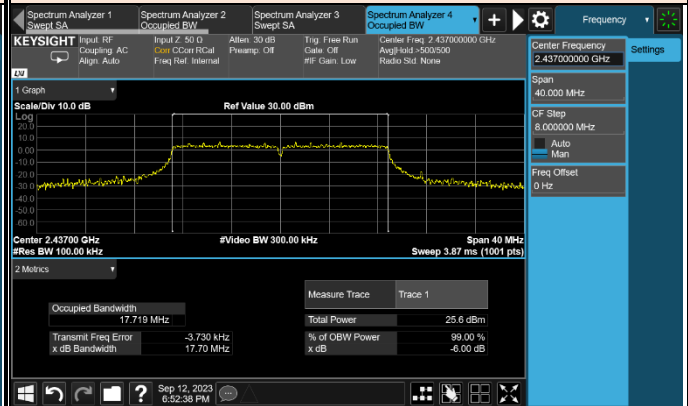 Spectrum Analyzer 1
Swept SA
Spectrum Analyzer 2
Occupied BW
Spectrum Analyzer 3
Swept SA
Spectrum Analyzer 4
Occupied BW
Frequency
KEYSIGHT
Input: RF
Coupling: AC
Align: Auto
Input Z: 50 Ω
Corr CCorr RCal
Freq Ref: Internal
Atten: 30 dB
Preamp: Off
Trig: Free Run
Gate: Off
#IF Gain: Low
Center Freq: 2.437000000 GHz
Avg|Hold:>500/500
Radio Std: None
LXI
Center Frequency
2.437000000 GHz
Settings
Span
40.000 MHz
CF Step
8.000000 MHz
Auto
Man
Freq Offset
0 Hz
1 Graph
Scale/Div 10.0 dB
Ref Value 30.00 dBm
Log
20.0
10.0
0.00
-10.0
-20.0
-30.0
-40.0
-50.0
-60.0
Center 2.43700 GHz
#Video BW 300.00 kHz
Span 40 MHz
#Res BW 100.00 kHz
Sweep 3.87 ms (1001 pts)
2 Metrics
Measure Trace
Trace 1
Occupied Bandwidth
17.719 MHz
Total Power
25.6 dBm
Transmit Freq Error
-3.730 kHz
% of OBW Power
99.00 %
x dB Bandwidth
17.70 MHz
x dB
-6.00 dB
?
Sep 12, 2023
6:52:38 PM